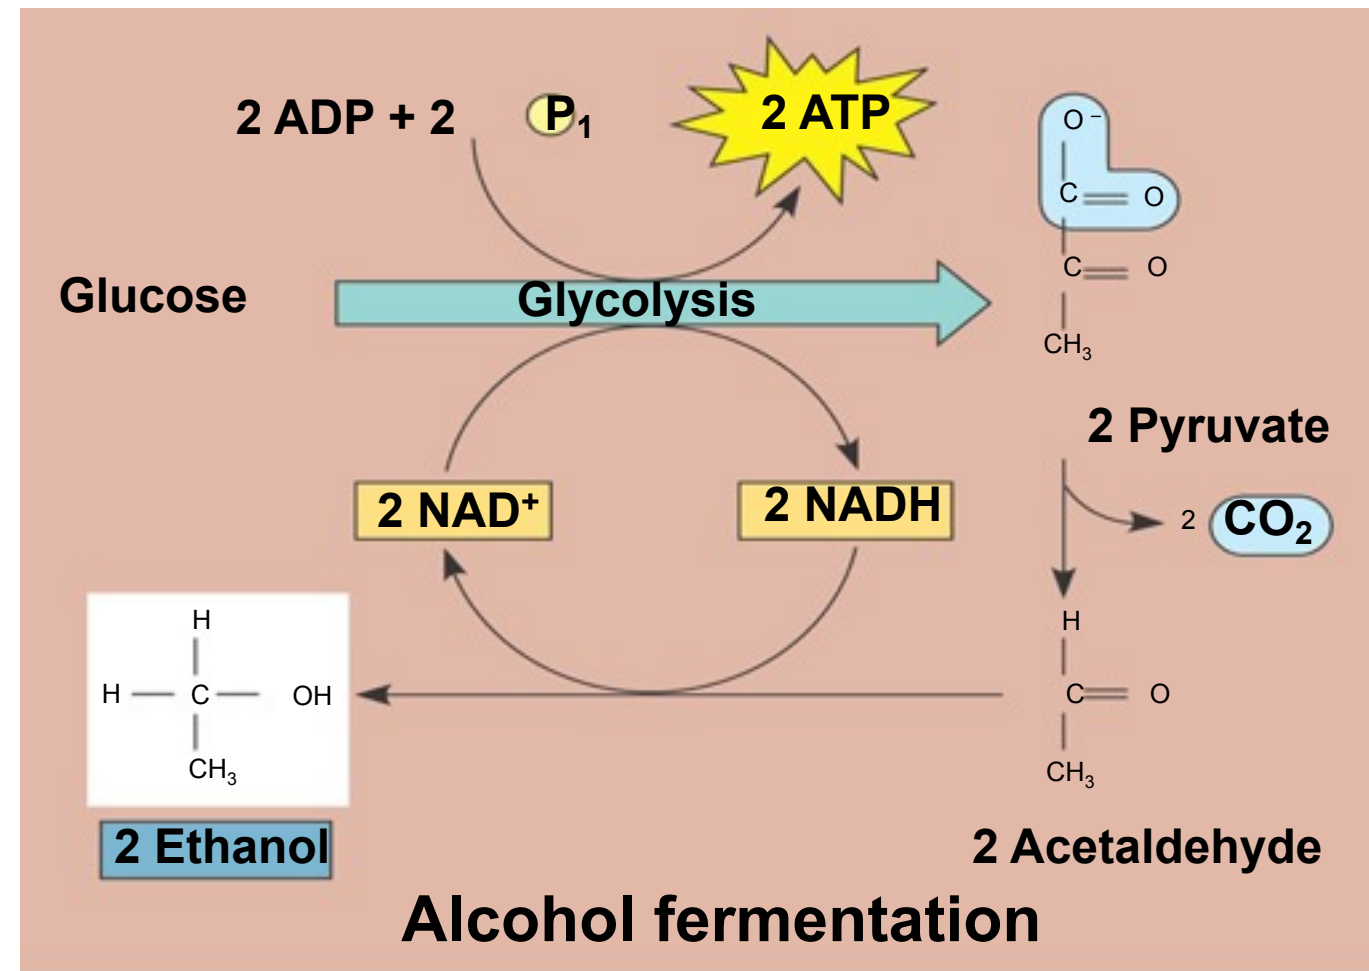 2 ADP + 2 P1 2 ATP
O–
C O
C O
CH3
Glucose Glycolysis
2 Pyruvate
2 NAD+ 2 NADH
2 CO2
H
H C OH
CH3
H
C O
CH3
2 Ethanol 2 Acetaldehyde
Alcohol fermentation